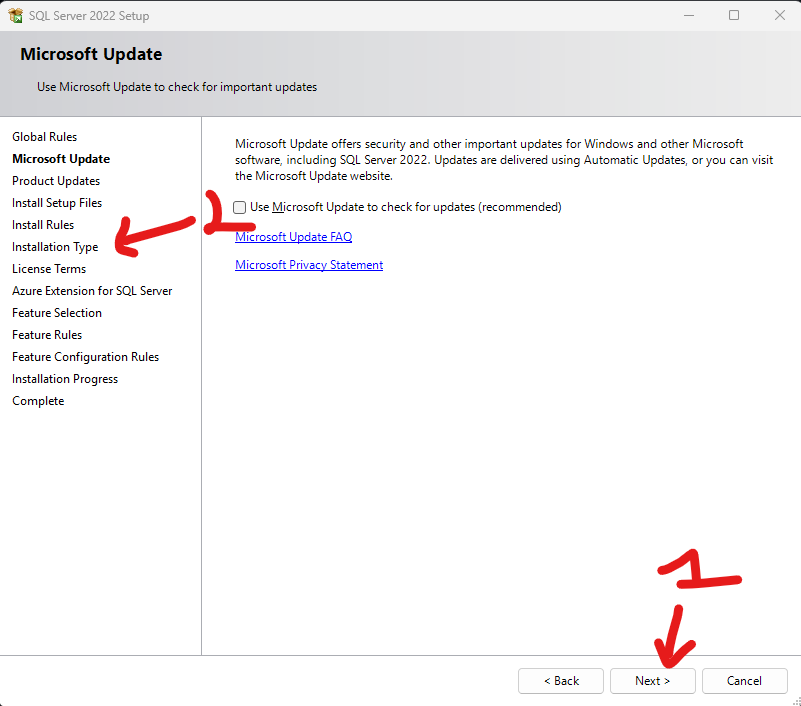 SQL Server 2022 Setup
Microsoft Update
Use Microsoft Update to check for important updates
Global Rules
Microsoft Update
Product Updates
Install Setup Files
Install Rules
Installation Type
License Terms
Azure Extension for SQL Server
Feature Selection
Feature Rules
Feature Configuration Rules
Installation Progress
Complete
Microsoft Update offers security and other important updates for Windows and other Microsoft
software, including SQL Server 2022. Updates are delivered using Automatic Updates, or you can visit
the Microsoft Update website.
Use Microsoft Update to check for updates (recommended)
Microsoft Update FAQ
Microsoft Privacy Statement
1
1
< Back
Next >
Cancel